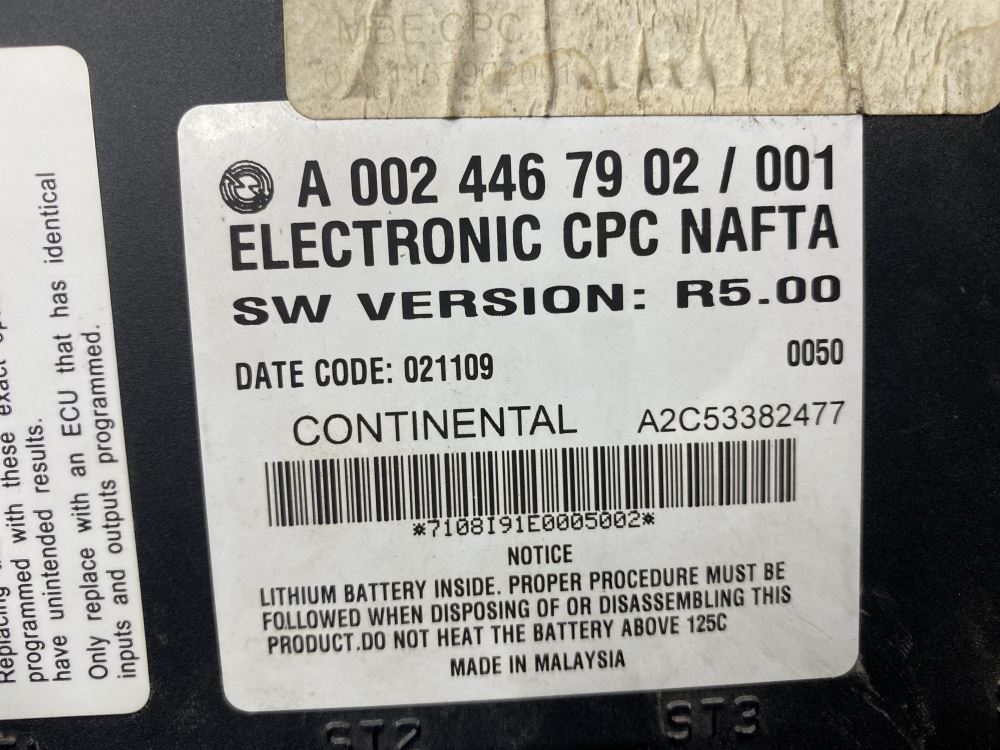 MBE CPC
A 002 446 79 02 / 001
ELECTRONIC CPC NAFTA
SW VERSION: R5.00
DATE CODE: 021109 0050
CONTINENTAL A2C53382477
*7108I91E0005002*
NOTICE
LITHIUM BATTERY INSIDE. PROPER PROCEDURE MUST BE
FOLLOWED WHEN DISPOSING OF OR DISASSEMBLING THIS
PRODUCT.DO NOT HEAT THE BATTERY ABOVE 125C
MADE IN MALAYSIA
Replacing
programmed with these exact
have unintended results.
Only replace with an ECU that has identical
inputs and outputs programmed.
ST2 ST3